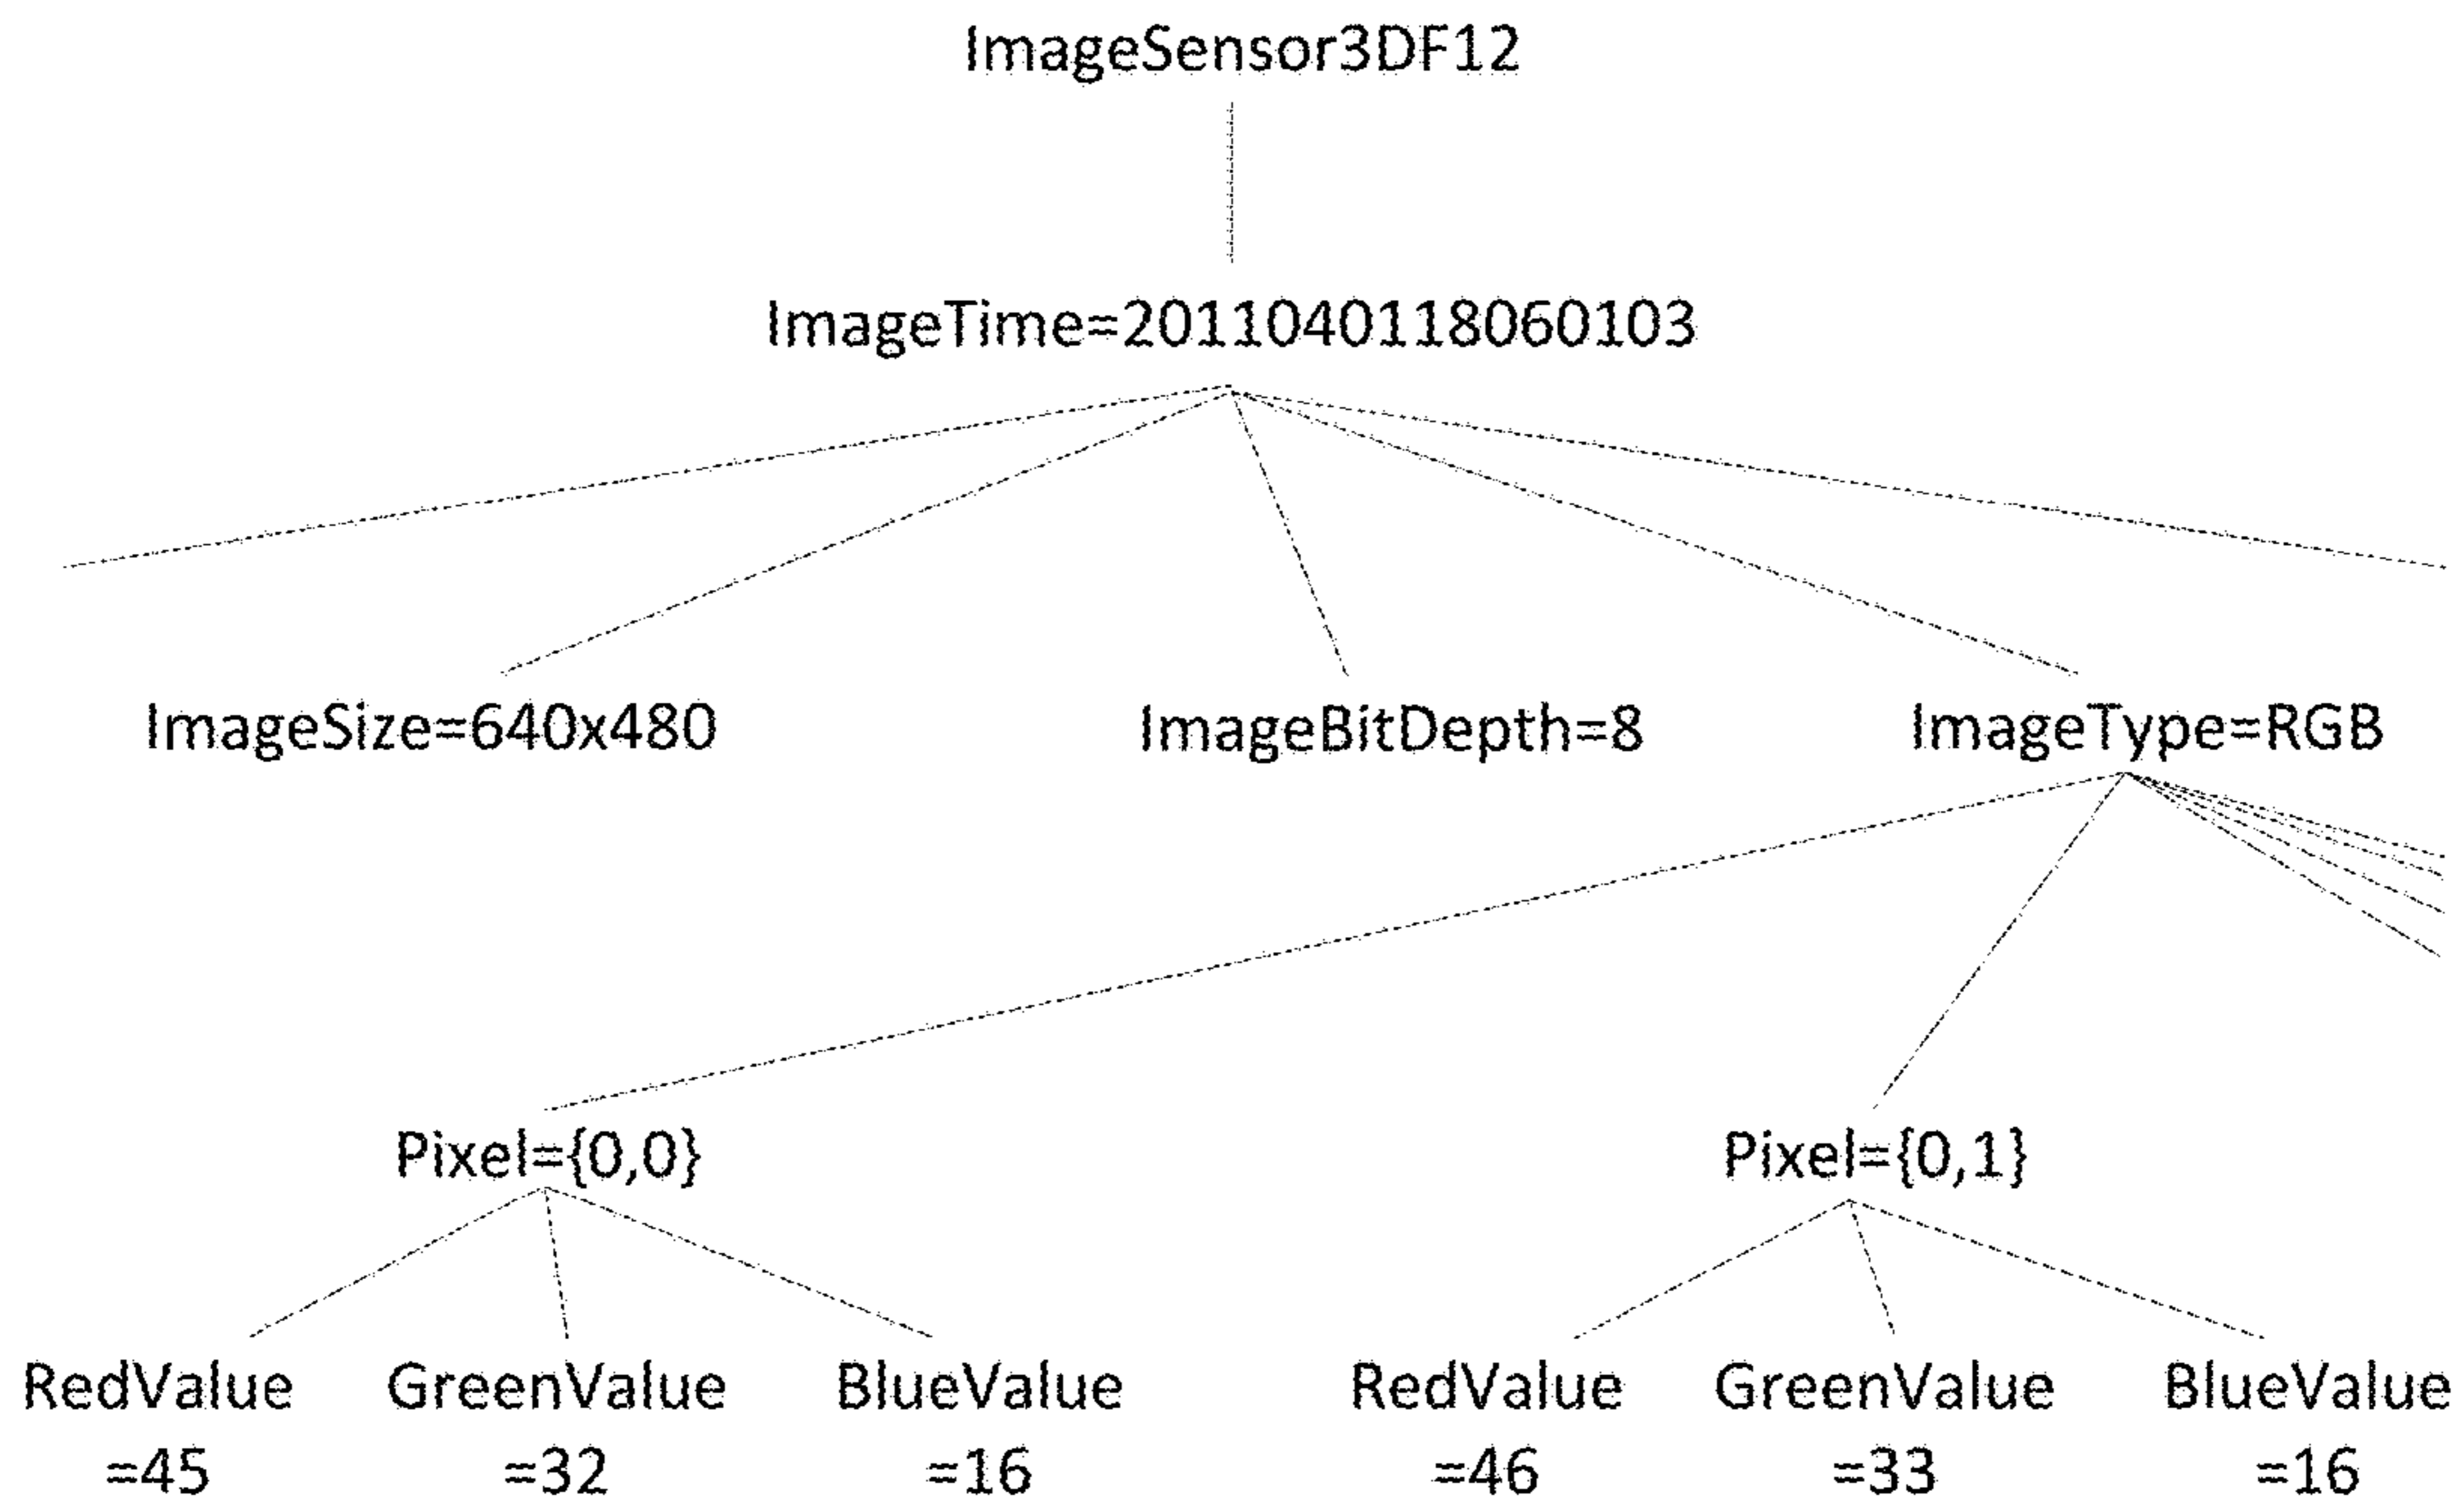 ImageSensor3DF12
ImageTime=2011040118060103
ImageSize=640x480 ImageBitDepth=8 ImageType=RGB
Pixel={0,0} Pixel={0,1}
RedValue GreenValue BlueValue RedValue GreenValue BlueValue
=45 =32 =16 =46 =33 =16